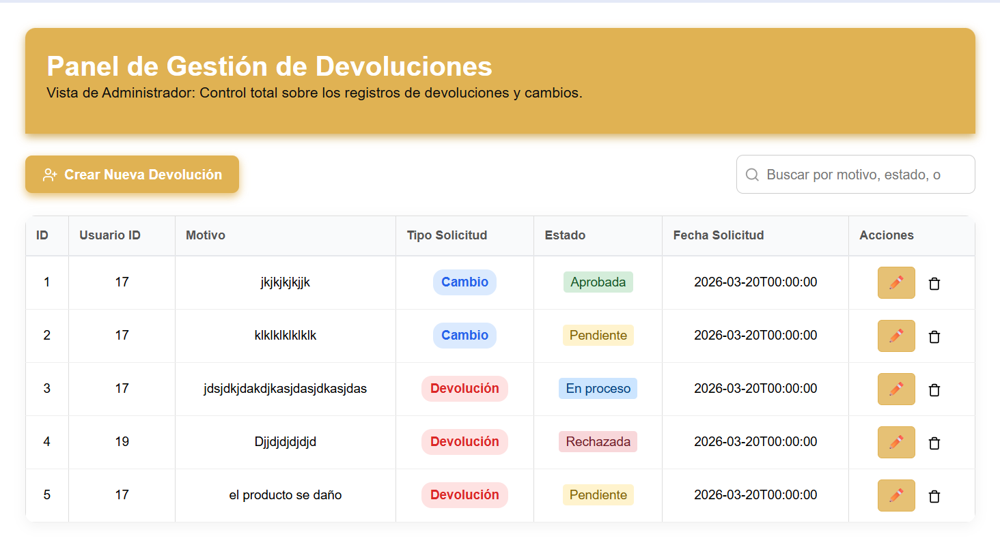 Panel de Gestión de Devoluciones
Vista de Administrador: Control total sobre los registros de devoluciones y cambios.
Crear Nueva Devolución
Buscar por motivo, estado, o
ID Usuario ID Motivo Tipo Solicitud Estado Fecha Solicitud Acciones
1 17 jkjkjkjkjjk Cambio Aprobada 2026-03-20T00:00:00
2 17 klklklklklklk Cambio Pendiente 2026-03-20T00:00:00
3 17 jdsjdkjdakdjkasjdasjdkasjdas Devolución En proceso 2026-03-20T00:00:00
4 19 Djjdjdjdjdjd Devolución Rechazada 2026-03-20T00:00:00
5 17 el producto se daño Devolución Pendiente 2026-03-20T00:00:00